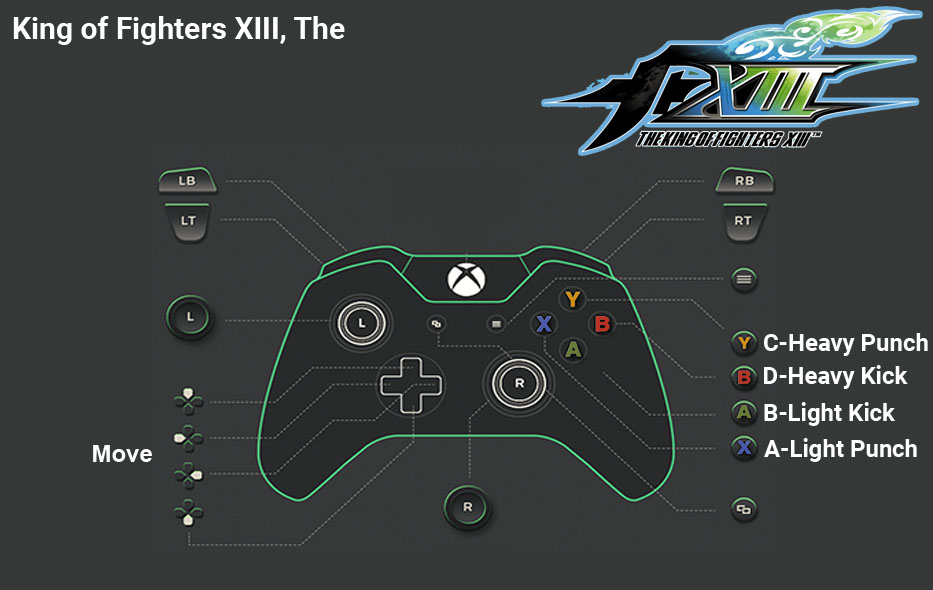 King of Fighters XIII, The
XIII
THE KING OF FIGHTERS XIII™
LB
RB
LT
RT
L
L
Y
X
B
A
R
Y C-Heavy Punch
B D-Heavy Kick
A B-Light Kick
X A-Light Punch
Move
R